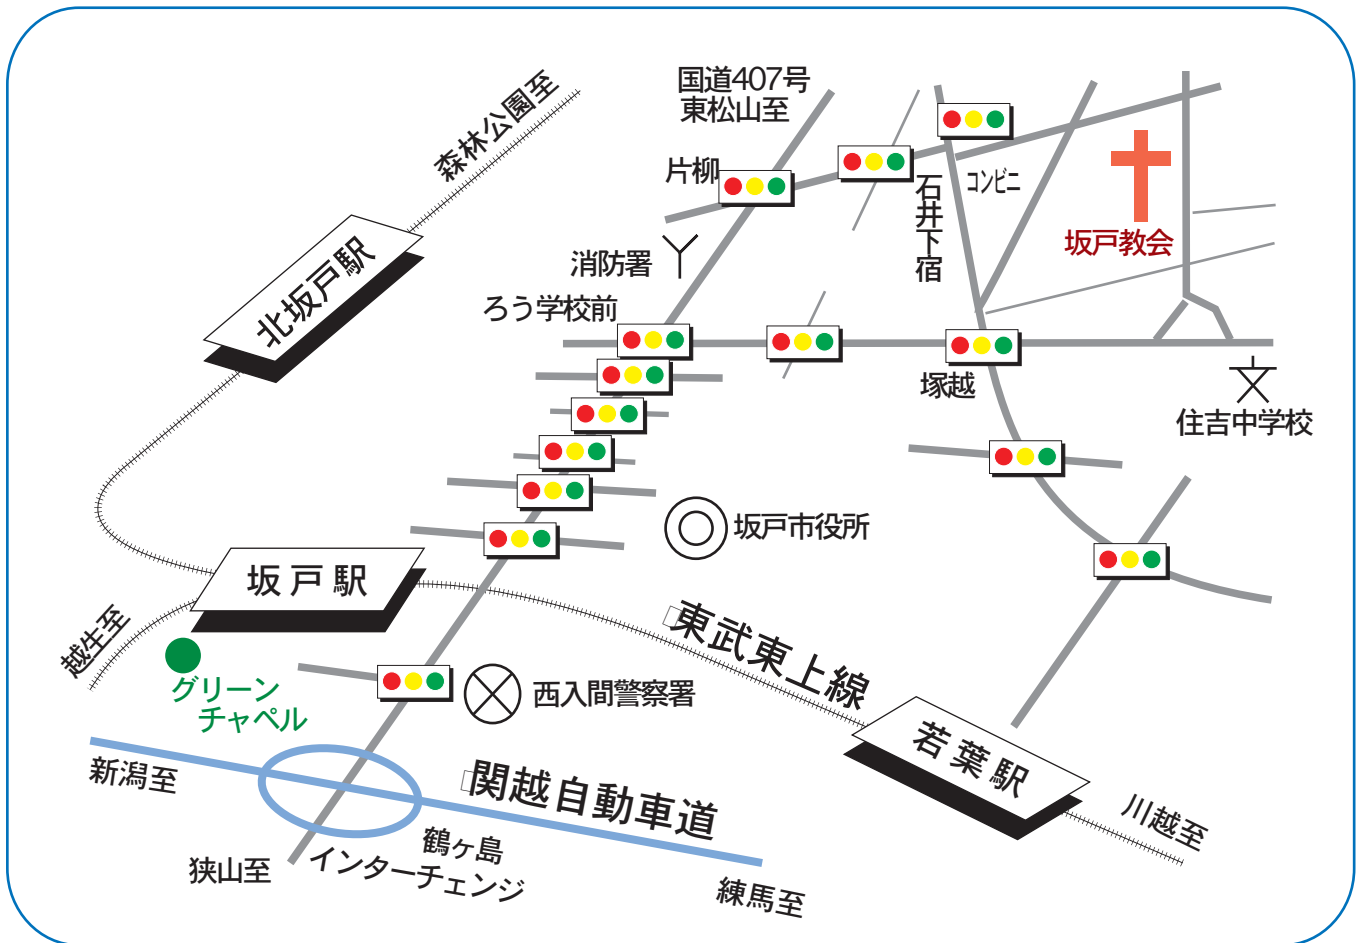 国道407号
東松山至
森林公園至
片柳
石井下宿
コンビニ
坂戸教会
消防署
北坂戸駅
ろう学校前
塚越
住吉中学校
坂戸市役所
坂戸駅
越生至
東武東上線
グリーン
チャペル
西入間警察署
若葉駅
新潟至
関越自動車道
川越至
鶴ヶ島
インターチェンジ
狭山至
練馬至